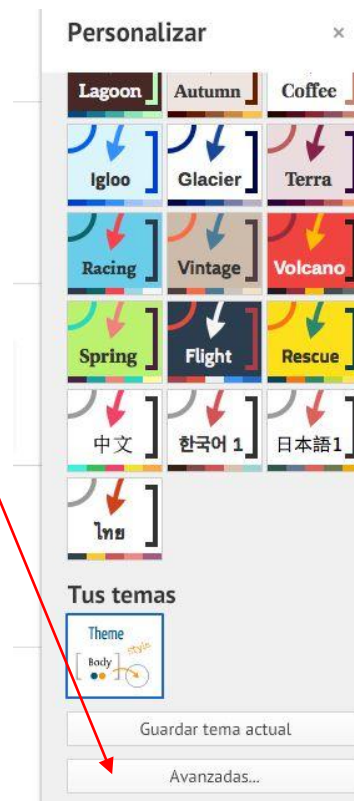 Personalizar ×
Lagoon Autumn Coffee
Igloo Glacier Terra
Racing Vintage Volcano
Spring Flight Rescue
中文 한국어 1 日本語1
ไทย
Tus temas
Theme
style
Body
Guardar tema actual
Avanzadas...